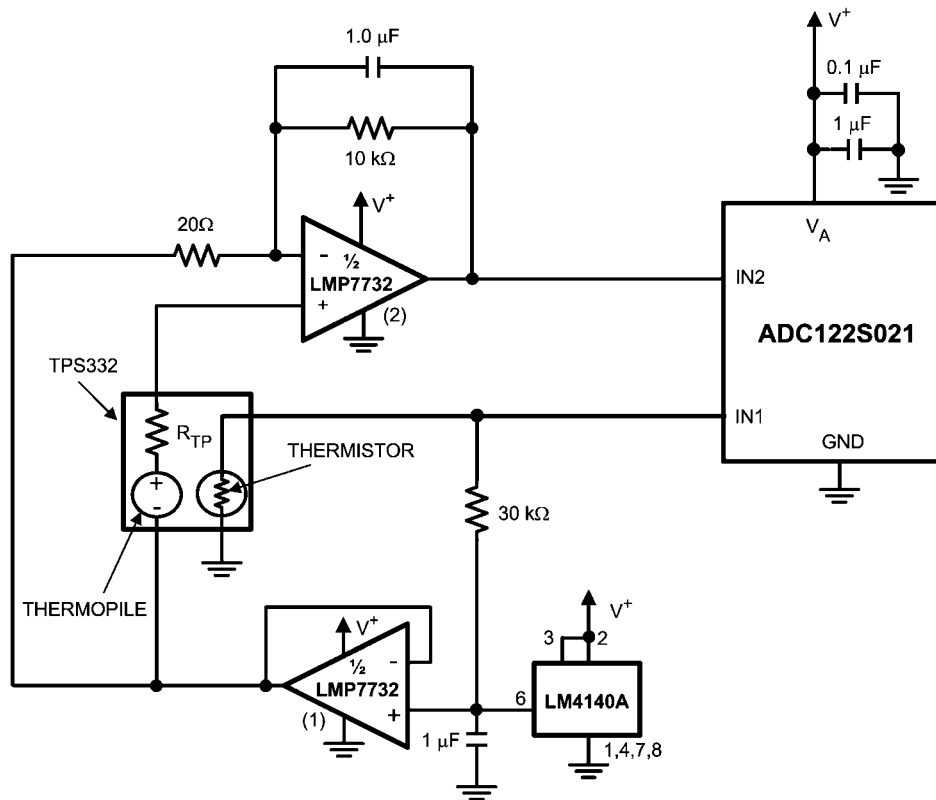 V+
1.0 µF
0.1 µF
1 µF
10 kΩ
V+
20Ω
-
½
LMP7732
+
(2)
VA
IN2
ADC122S021
TPS332
RTP
IN1
GND
THERMISTOR
+
-
30 kΩ
THERMOPILE
V+
3
2
V+
½
-
LMP7732
+
(1)
6
LM4140A
1 µF
1,4,7,8